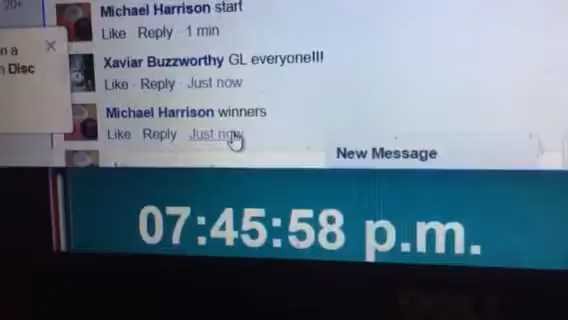 20+
Michael Harrison start
Like · Reply · 1 min
n a
Disc
Xaviar Buzzworthy GL everyone!!!
Like · Reply · Just now
Michael Harrison winners
Like Reply Just now
New Message
07:45:58 p.m.